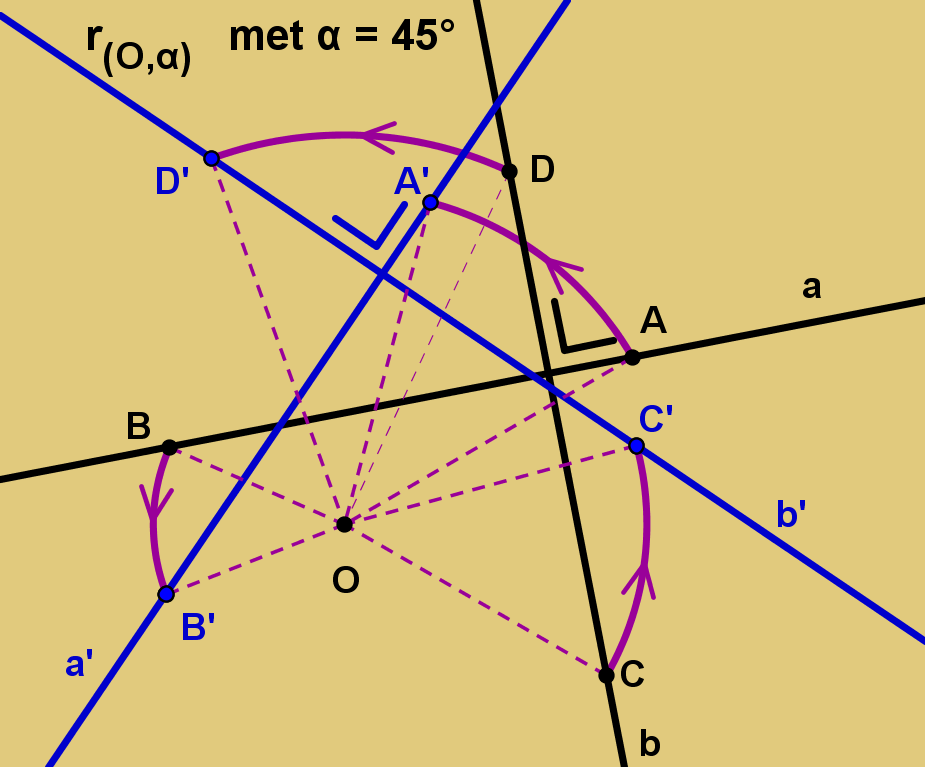 r(O,α) met α = 45°
D'
A'
D
a
A
B
C'
b'
O
B'
a'
C
b